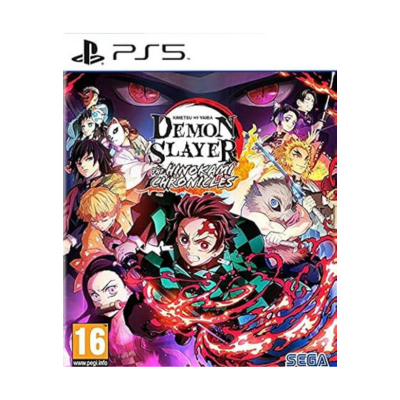 PS5
KIMETSU NO YAIBA
DEMON
SLAYER
THE HINOKAMI
CHRONICLES
16
www.pegi.info
SEGA